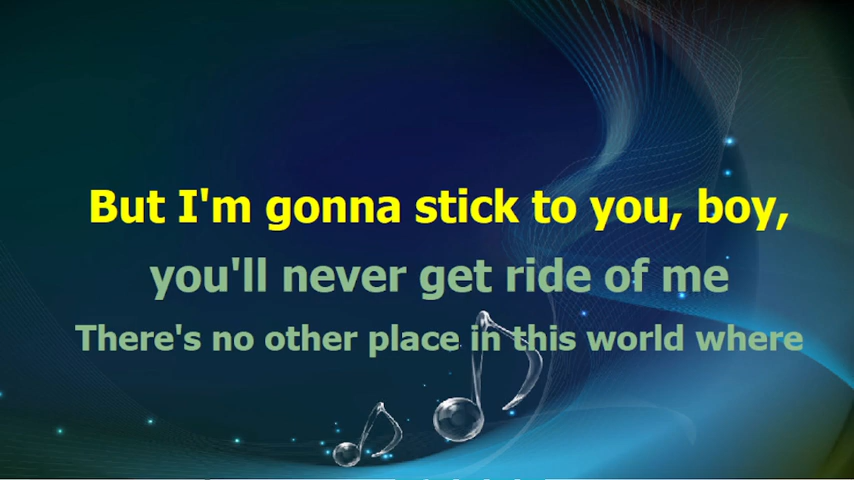 But I'm gonna stick to you, boy,
you'll never get ride of me
There's no other place in this world where